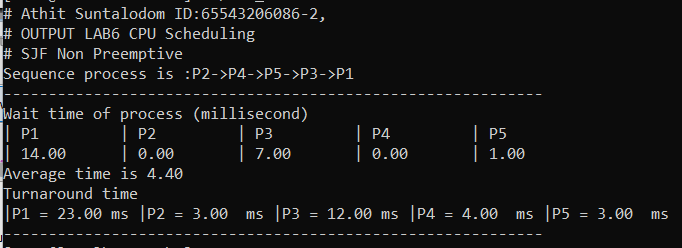 # Athit Suntalodom ID:65543206086-2,
# OUTPUT LAB6 CPU Scheduling
# SJF Non Preemptive
Sequence process is :P2->P4->P5->P3->P1
------------------------------------------------------------
Wait time of process (millisecond)
| P1         | P2         | P3         | P4         | P5
| 14.00      | 0.00       | 7.00       | 0.00       | 1.00
Average time is 4.40
Turnaround time
|P1 = 23.00 ms |P2 = 3.00  ms |P3 = 12.00 ms |P4 = 4.00  ms |P5 = 3.00  ms
------------------------------------------------------------